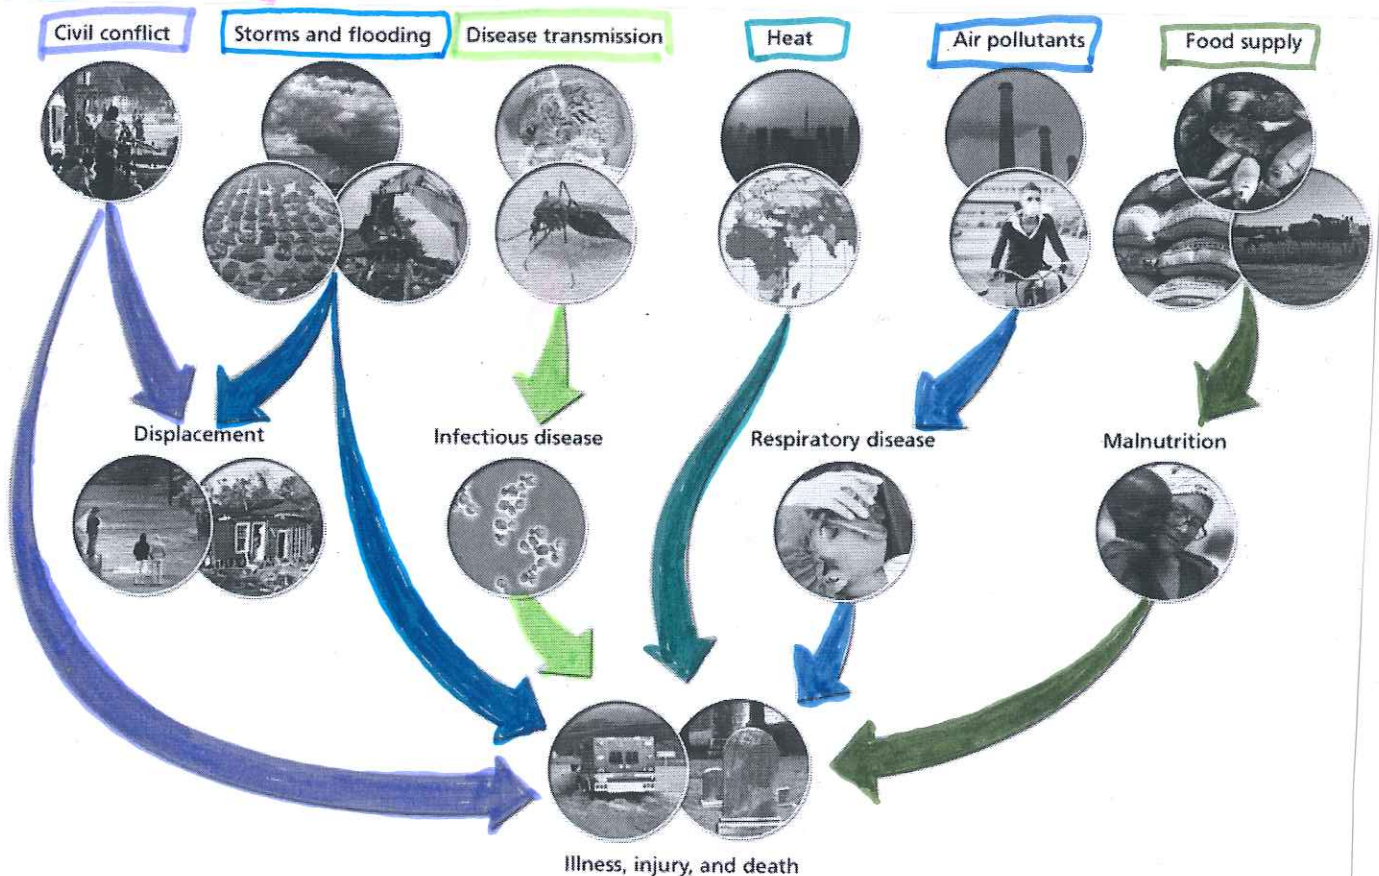 Civil conflict
Storms and flooding
Disease transmission
Heat
Air pollutants
Food supply
Displacement
Infectious disease
Respiratory disease
Malnutrition
Illness, injury, and death